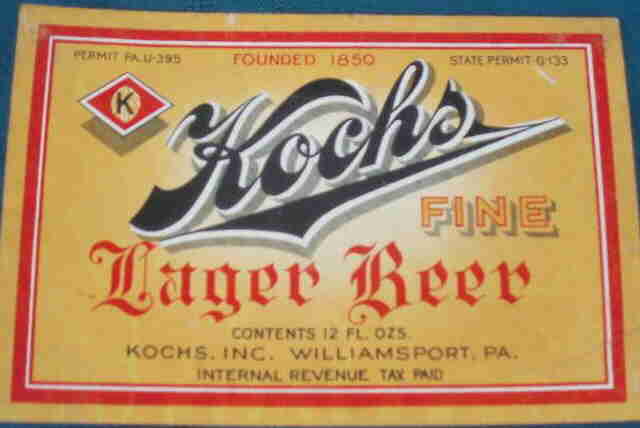 PERMIT PA. U-395 FOUNDED 1850 STATE PERMIT-G-133
K
Kochs
FINE
Lager Beer
CONTENTS 12 FL. OZS.
KOCHS, INC. WILLIAMSPORT, PA.
INTERNAL REVENUE TAX PAID